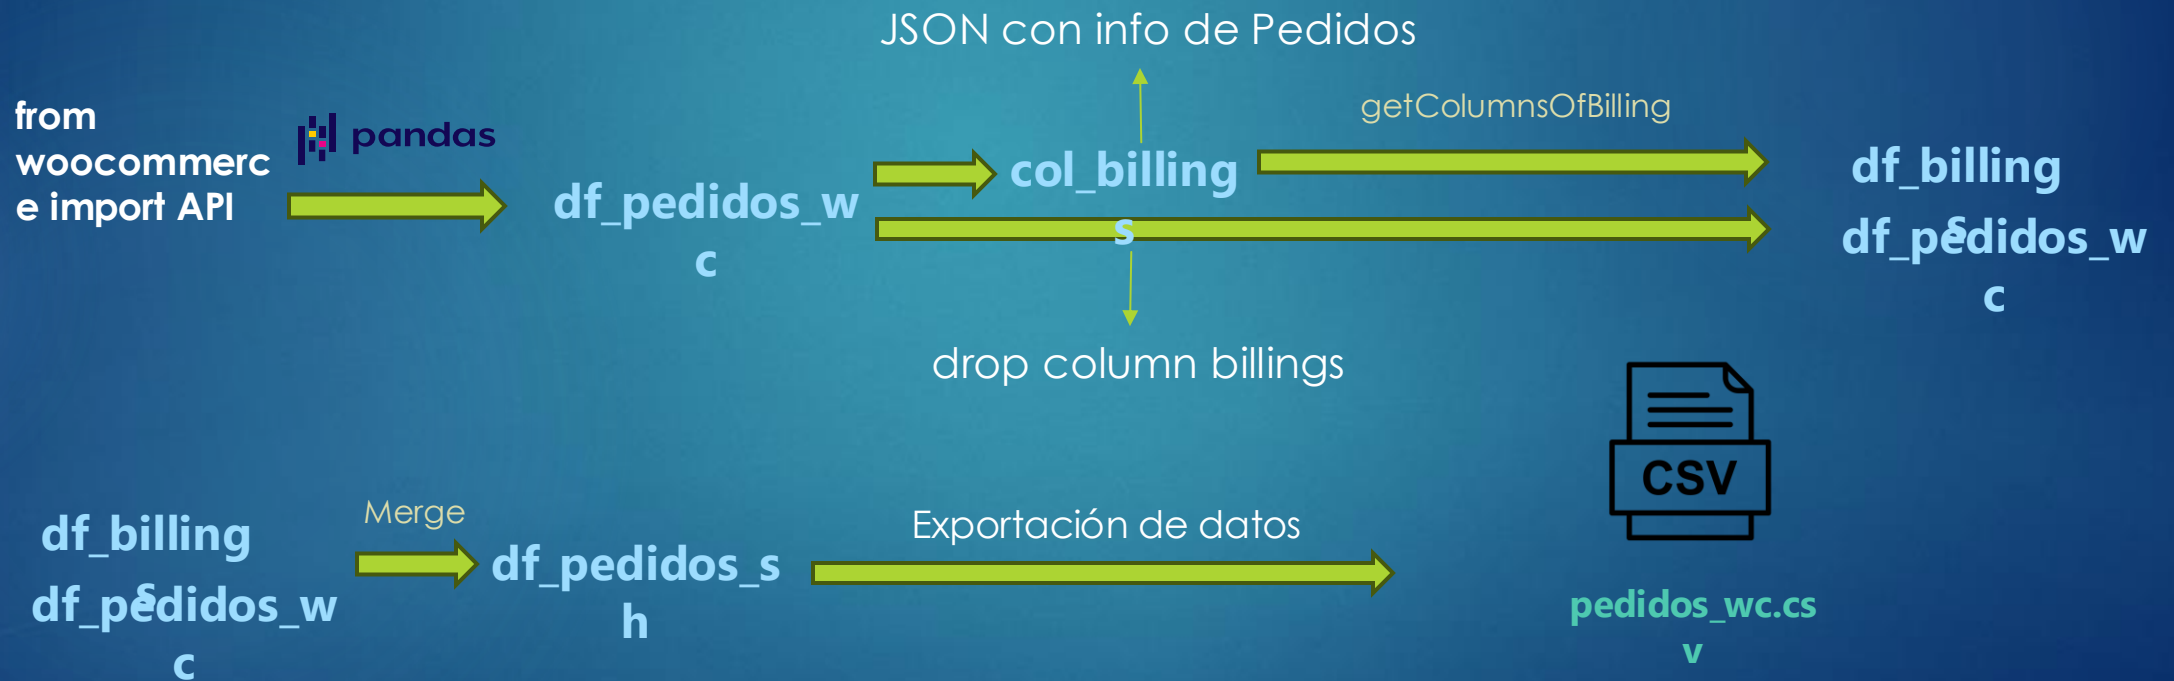 JSON con info de Pedidos
from
woocommerc
e import API
pandas
df_pedidos_w
c
col_billing
s
getColumnsOfBilling
df_billing
s
df_pedidos_w
c
drop column billings
df_billing
s
df_pedidos_w
c
Merge
df_pedidos_s
h
Exportación de datos
CSV
pedidos_wc.cs
v